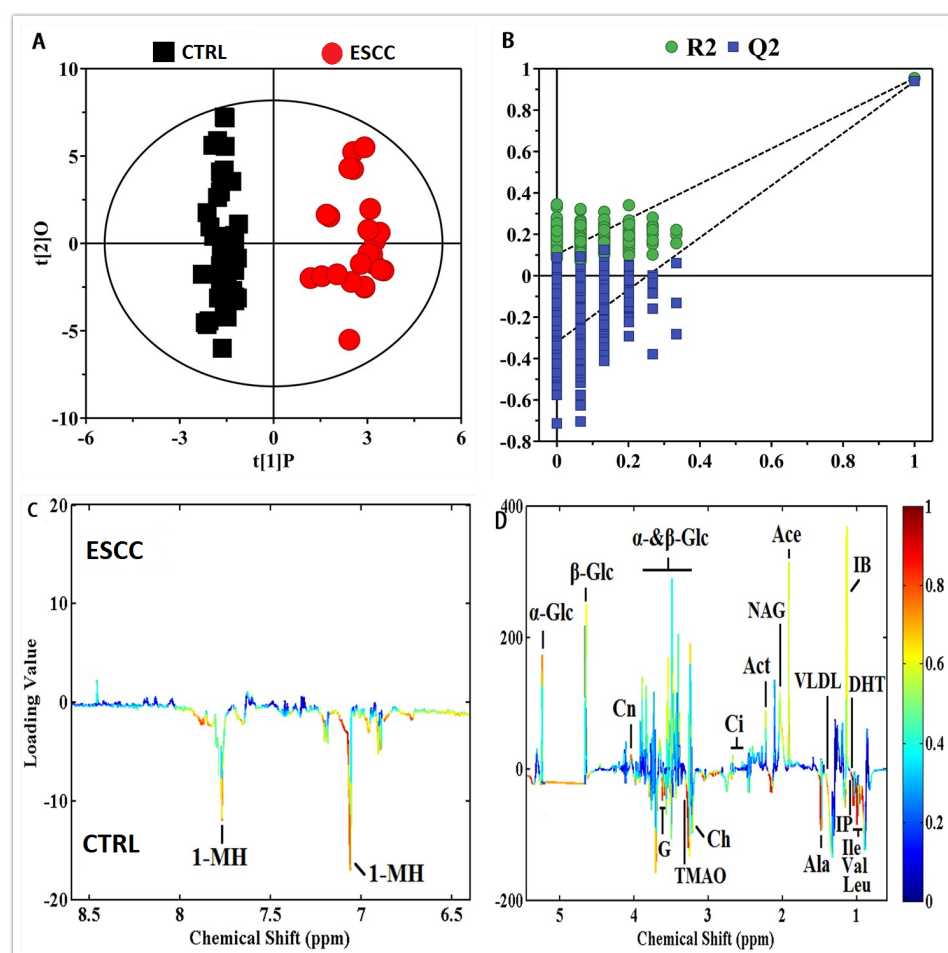 A
CTRL
ESCC
10
5
0
-5
-10
t[2]O
-6
-3
0
3
6
t[1]P
B
R2
Q2
1
0.8
0.6
0.4
0.2
0
-0.2
-0.4
-0.6
-0.8
0
0.2
0.4
0.6
0.8
1
C
20
10
0
-10
-20
Loading Value
ESCC
CTRL
1-MH
1-MH
8.5
8
7.5
7
6.5
Chemical Shift (ppm)
D
400
200
0
-200
α-Glc
β-Glc
α-&β-Glc
Ace
IB
NAG
Act
VLDL
DHT
Cn
Ci
G
TMAO
Ch
Ala
IP
Ile
Val
Leu
5
4
3
2
1
Chemical Shift (ppm)
1
0.8
0.6
0.4
0.2
0